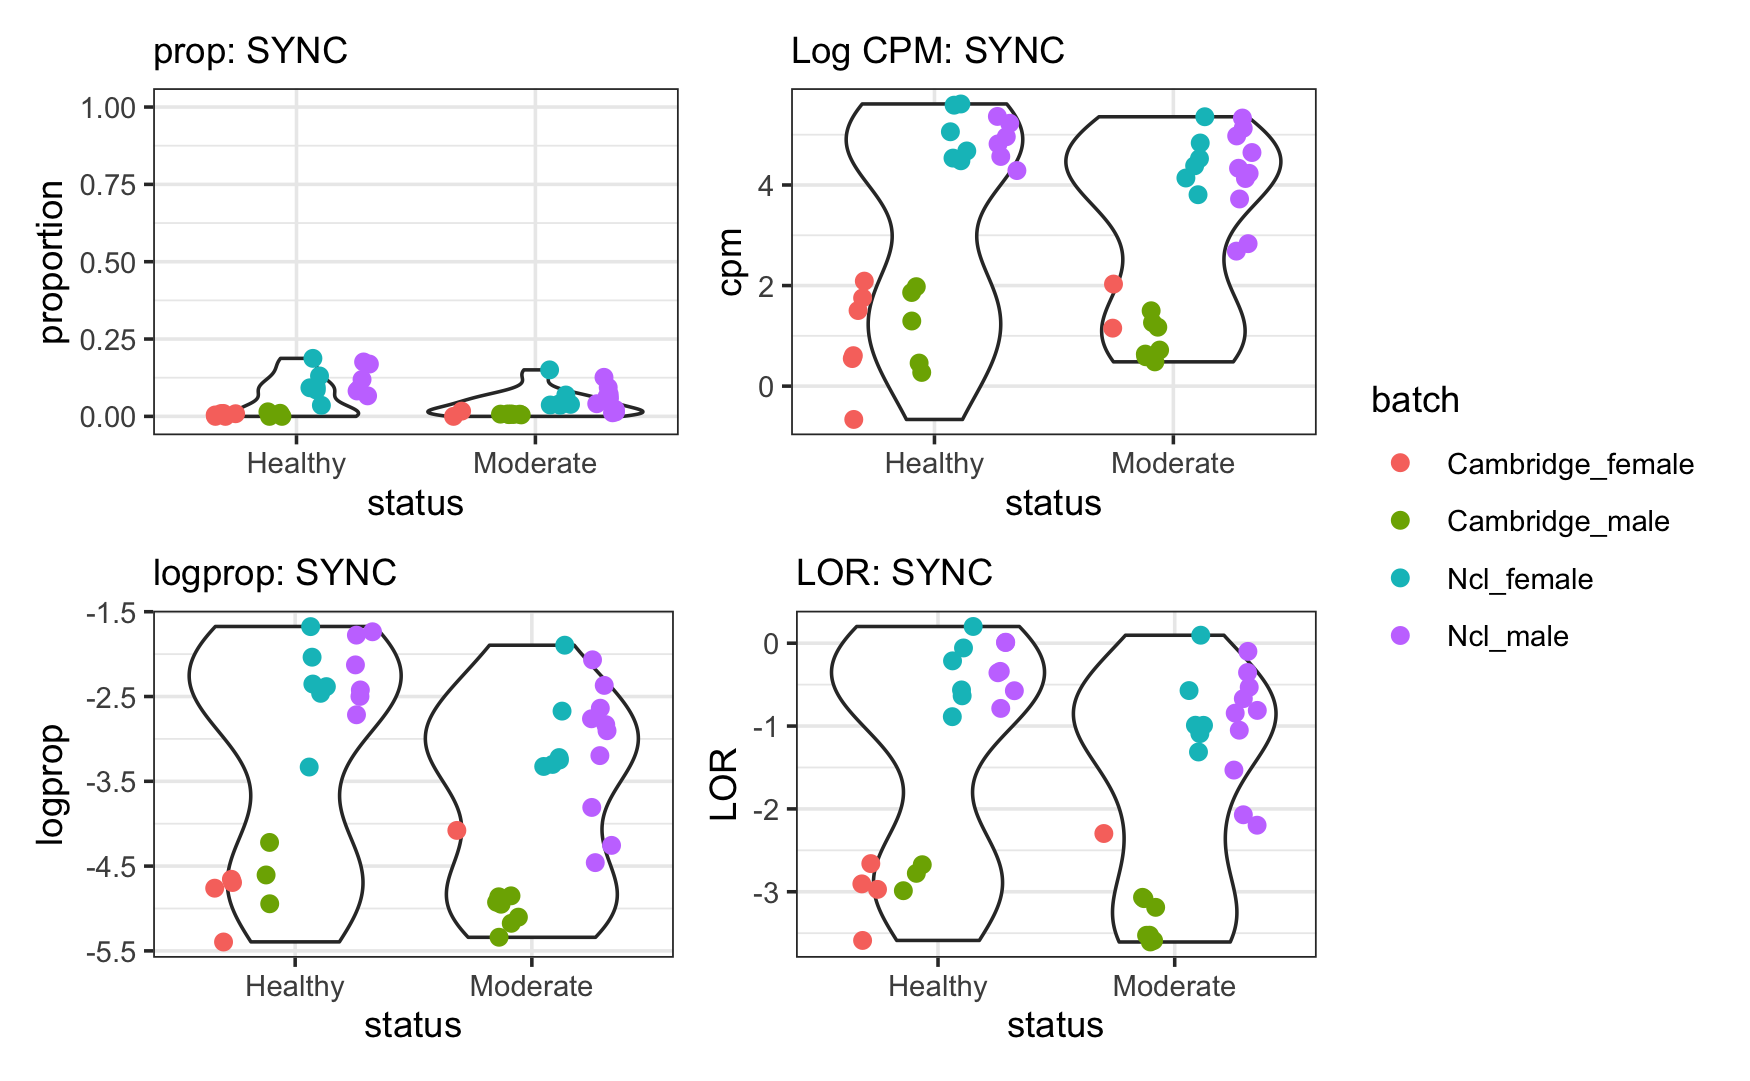 prop: SYNC
proportion
1.00
0.75
0.50
0.25
0.00
Healthy Moderate
status
Log CPM: SYNC
cpm
4
2
0
Healthy Moderate
status
logprop: SYNC
logprop
-1.5
-2.5
-3.5
-4.5
-5.5
Healthy Moderate
status
LOR: SYNC
LOR
0
-1
-2
-3
Healthy Moderate
status
batch
Cambridge_female
Cambridge_male
Ncl_female
Ncl_male